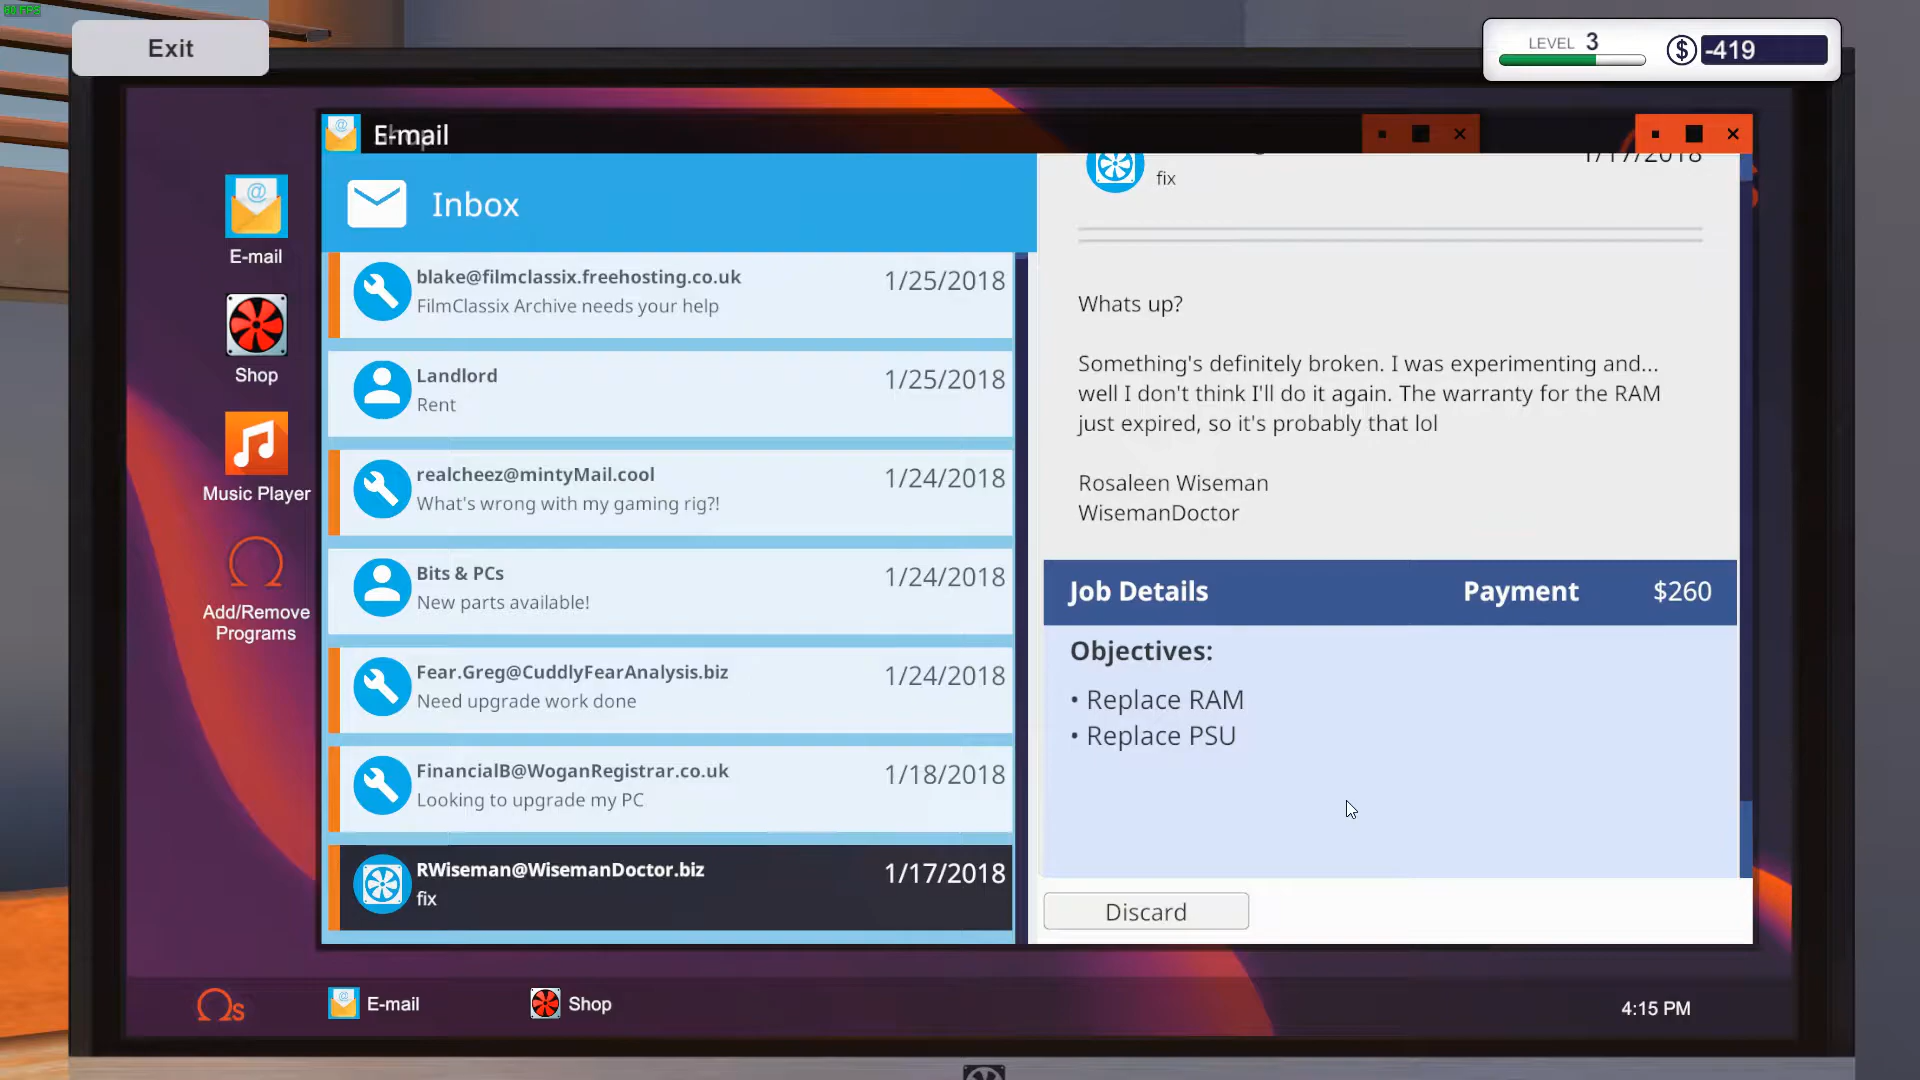 60 FPS
Exit
LEVEL 3
$ -419
E-mail
E-mail
Shop
Music Player
Add/Remove
Programs
Inbox
blake@filmclassix.freehosting.co.uk 1/25/2018
FilmClassix Archive needs your help
Landlord 1/25/2018
Rent
realcheez@mintyMail.cool 1/24/2018
What's wrong with my gaming rig?!
Bits & PCs 1/24/2018
New parts available!
Fear.Greg@CuddlyFearAnalysis.biz 1/24/2018
Need upgrade work done
FinancialB@WoganRegistrar.co.uk 1/18/2018
Looking to upgrade my PC
RWiseman@WisemanDoctor.biz 1/17/2018
fix
1/17/2018
fix
Whats up?
Something's definitely broken. I was experimenting and...
well I don't think I'll do it again. The warranty for the RAM
just expired, so it's probably that lol
Rosaleen Wiseman
WisemanDoctor
Job Details Payment $260
Objectives:
• Replace RAM
• Replace PSU
Discard
Ωs E-mail Shop 4:15 PM